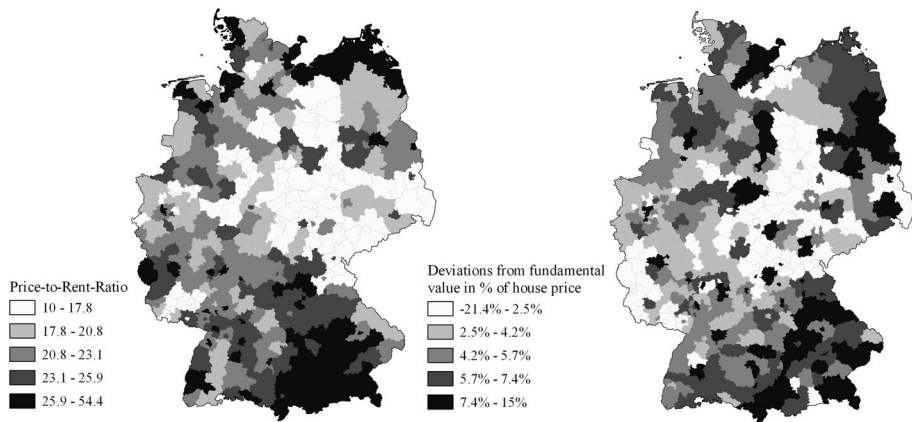 Price-to-Rent-Ratio
10 - 17.8
17.8 - 20.8
20.8 - 23.1
23.1 - 25.9
25.9 - 54.4
Deviations from fundamental
value in % of house price
-21.4% - 2.5%
2.5% - 4.2%
4.2% - 5.7%
5.7% - 7.4%
7.4% - 15%